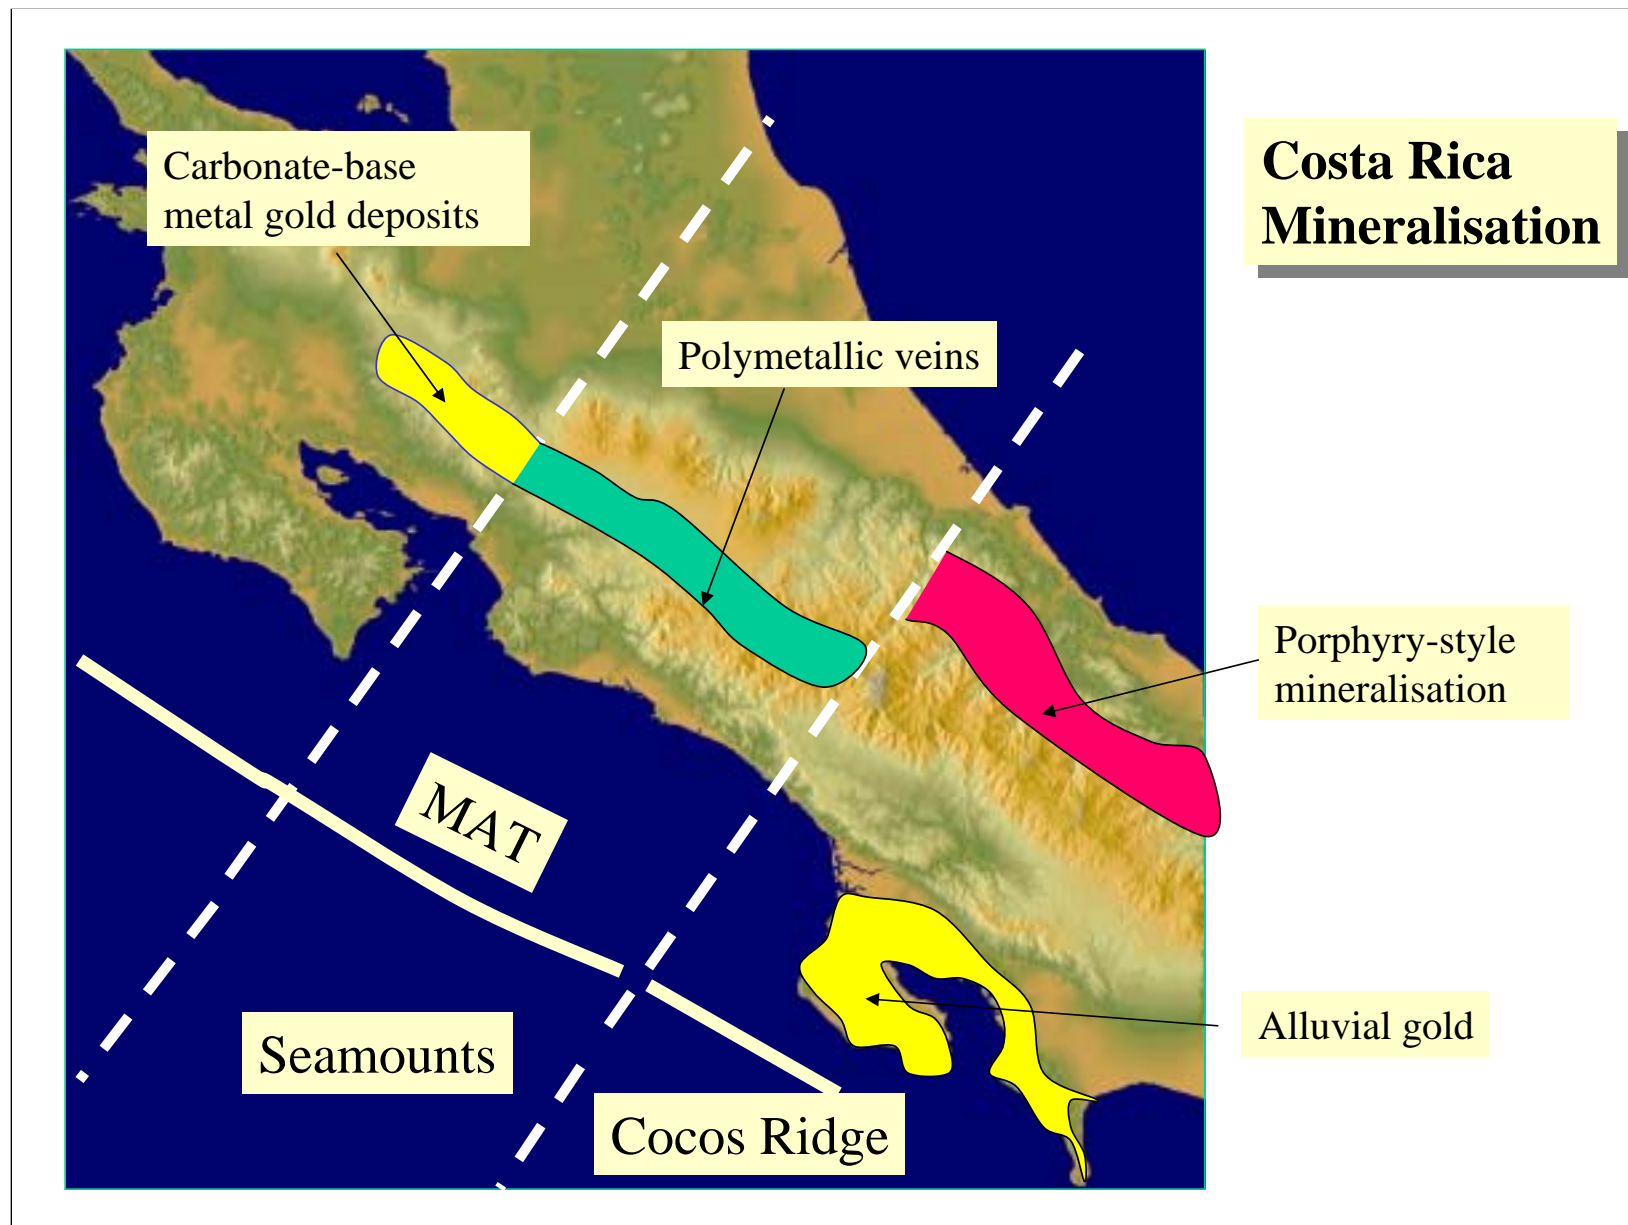 Costa Rica
Mineralisation
Carbonate-base
metal gold deposits
Polymetallic veins
Porphyry-style
mineralisation
MAT
Seamounts
Alluvial gold
Cocos Ridge